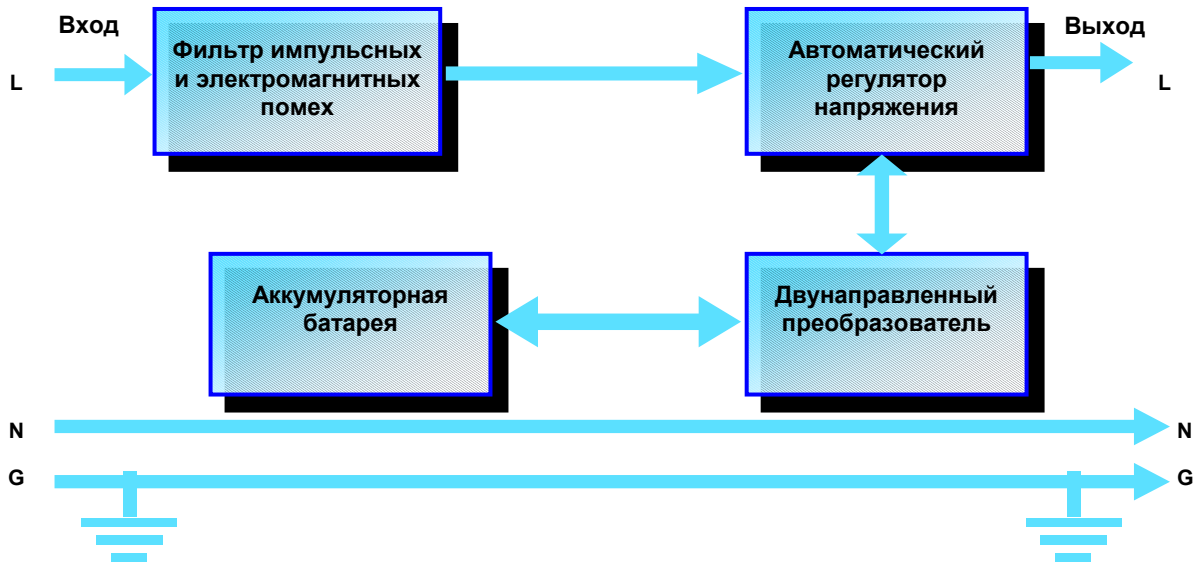 Вход
Выход
Фильтр импульсных
и электромагнитных
помех
Автоматический
регулятор
напряжения
L
L
Аккумуляторная
батарея
Двунаправленный
преобразователь
N
N
G
G